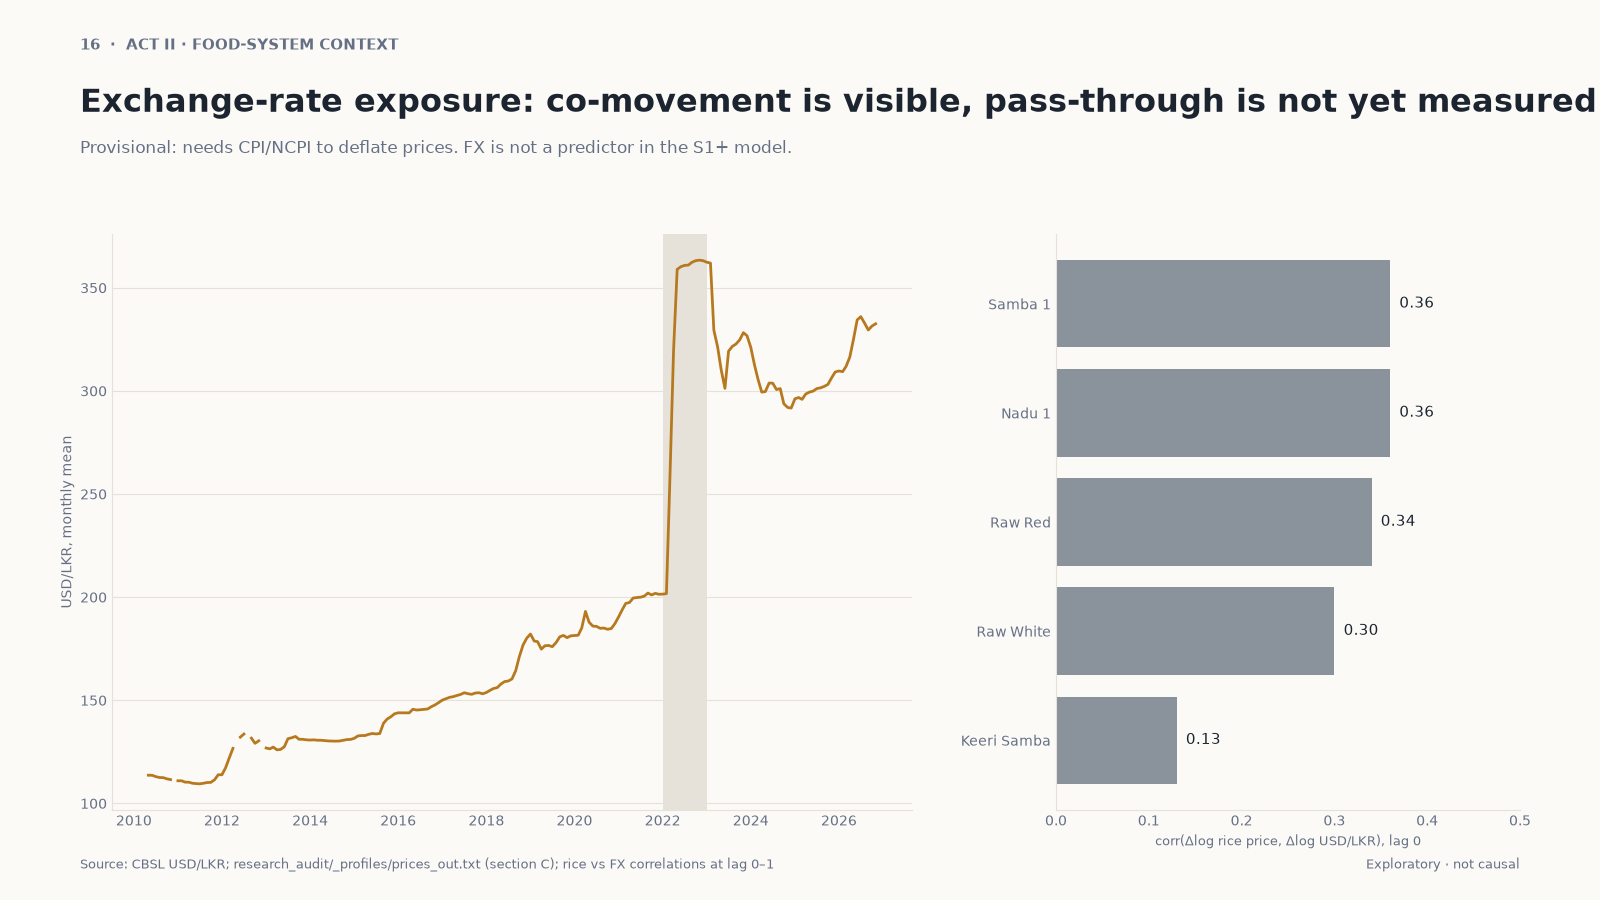 16 · ACT II · FOOD-SYSTEM CONTEXT
Exchange-rate exposure: co-movement is visible, pass-through is not yet measured
Provisional: needs CPI/NCPI to deflate prices. FX is not a predictor in the S1+ model.
USD/LKR, monthly mean
350
300
250
200
150
100
2010 2012 2014 2016 2018 2020 2022 2024 2026
Samba 1 0.36
Nadu 1 0.36
Raw Red 0.34
Raw White 0.30
Keeri Samba 0.13
0.0 0.1 0.2 0.3 0.4 0.5
corr(Δlog rice price, Δlog USD/LKR), lag 0
Source: CBSL USD/LKR; research_audit/_profiles/prices_out.txt (section C); rice vs FX correlations at lag 0–1
Exploratory · not causal